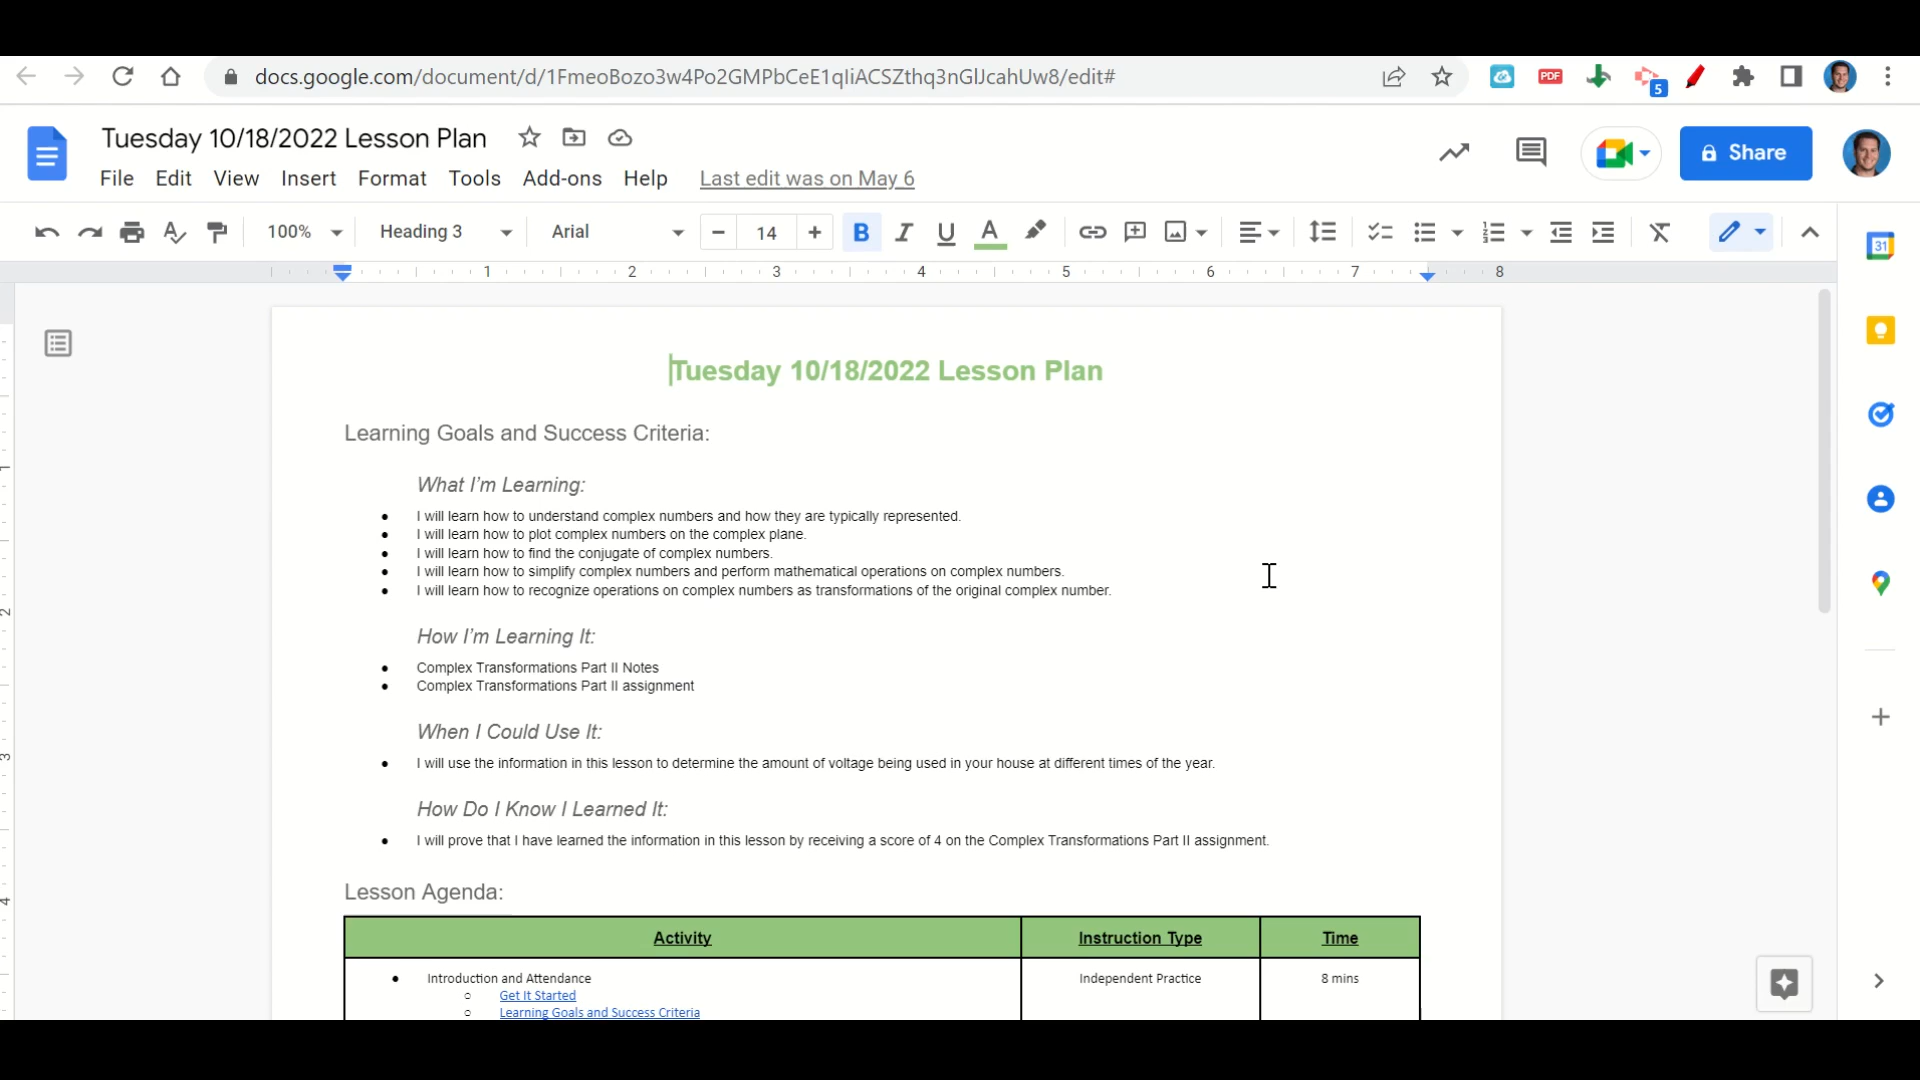 docs.google.com/document/d/1FmeoBozo3w4Po2GMPbCeE1qIiACSZthq3nGlJcahUw8/edit#
PDF
5
Tuesday 10/18/2022 Lesson Plan
Share
File Edit View Insert Format Tools Add-ons Help Last edit was on May 6
100% Heading 3 Arial 14 B I U A
31
1 2 3 4 5 6 7 8
Tuesday 10/18/2022 Lesson Plan
Learning Goals and Success Criteria:
What I’m Learning:
● I will learn how to understand complex numbers and how they are typically represented.
● I will learn how to plot complex numbers on the complex plane.
● I will learn how to find the conjugate of complex numbers.
● I will learn how to simplify complex numbers and perform mathematical operations on complex numbers.
● I will learn how to recognize operations on complex numbers as transformations of the original complex number.
How I’m Learning It:
● Complex Transformations Part II Notes
● Complex Transformations Part II assignment
When I Could Use It:
● I will use the information in this lesson to determine the amount of voltage being used in your house at different times of the year.
How Do I Know I Learned It:
● I will prove that I have learned the information in this lesson by receiving a score of 4 on the Complex Transformations Part II assignment.
Lesson Agenda:
Activity Instruction Type Time
● Introduction and Attendance Independent Practice 8 mins
○ Get It Started
○ Learning Goals and Success Criteria
1
2
3
4